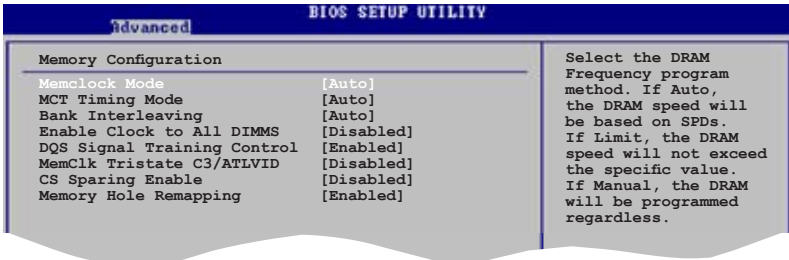 BIOS SETUP UTILITY
Advanced
Memory Configuration
Memclock Mode [Auto]
MCT Timing Mode [Auto]
Bank Interleaving [Auto]
Enable Clock to All DIMMS [Disabled]
DQS Signal Training Control [Enabled]
MemClk Tristate C3/ATLVID [Disabled]
CS Sparing Enable [Disabled]
Memory Hole Remapping [Enabled]
Select the DRAM
Frequency program
method. If Auto,
the DRAM speed will
be based on SPDs.
If Limit, the DRAM
speed will not exceed
the specific value.
If Manual, the DRAM
will be programmed
regardless.